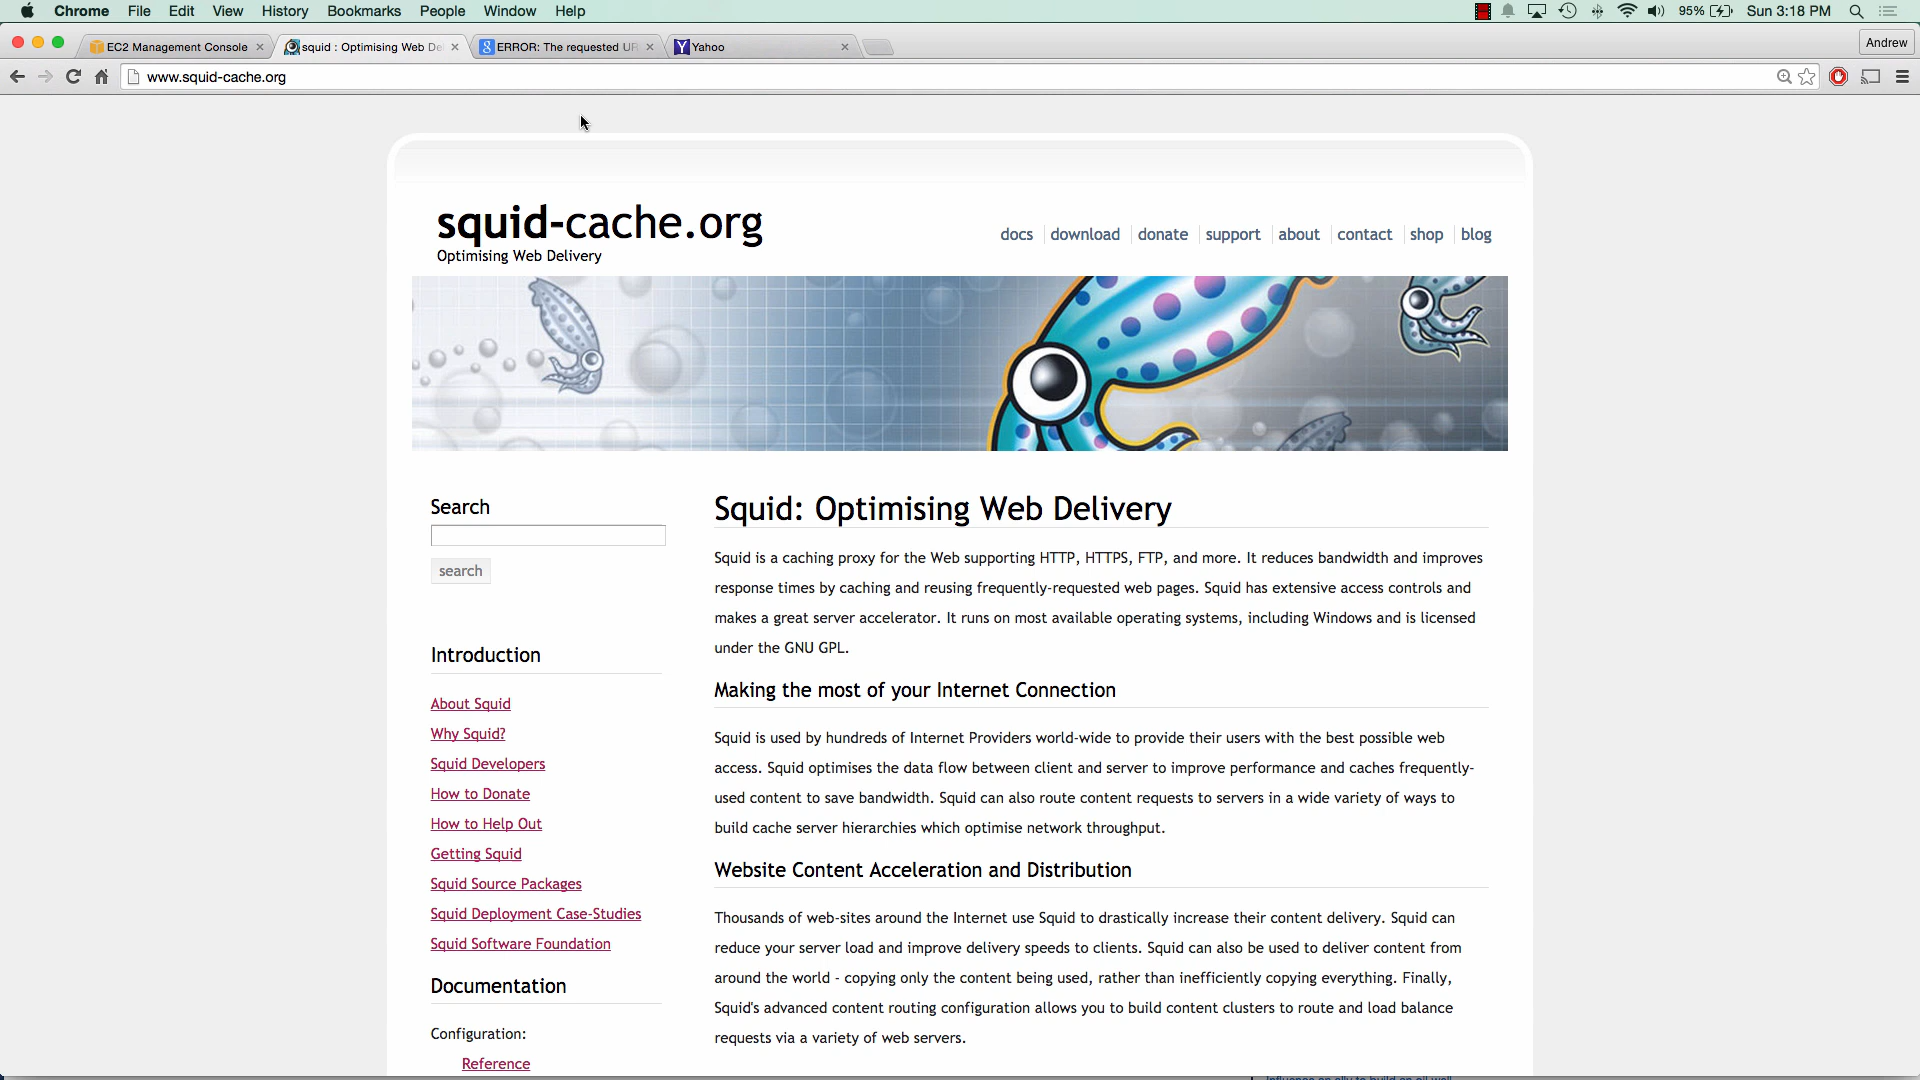 Chrome File Edit View History Bookmarks People Window Help
95% Sun 3:18 PM
EC2 Management Console
squid : Optimising Web De
ERROR: The requested UR
Yahoo
Andrew
www.squid-cache.org
squid-cache.org
Optimising Web Delivery
docs download donate support about contact shop blog
Search
search
Introduction
About Squid
Why Squid?
Squid Developers
How to Donate
How to Help Out
Getting Squid
Squid Source Packages
Squid Deployment Case-Studies
Squid Software Foundation
Documentation
Configuration:
Reference
Squid: Optimising Web Delivery
Squid is a caching proxy for the Web supporting HTTP, HTTPS, FTP, and more. It reduces bandwidth and improves
response times by caching and reusing frequently-requested web pages. Squid has extensive access controls and
makes a great server accelerator. It runs on most available operating systems, including Windows and is licensed
under the GNU GPL.
Making the most of your Internet Connection
Squid is used by hundreds of Internet Providers world-wide to provide their users with the best possible web
access. Squid optimises the data flow between client and server to improve performance and caches frequently-
used content to save bandwidth. Squid can also route content requests to servers in a wide variety of ways to
build cache server hierarchies which optimise network throughput.
Website Content Acceleration and Distribution
Thousands of web-sites around the Internet use Squid to drastically increase their content delivery. Squid can
reduce your server load and improve delivery speeds to clients. Squid can also be used to deliver content from
around the world - copying only the content being used, rather than inefficiently copying everything. Finally,
Squid's advanced content routing configuration allows you to build content clusters to route and load balance
requests via a variety of web servers.